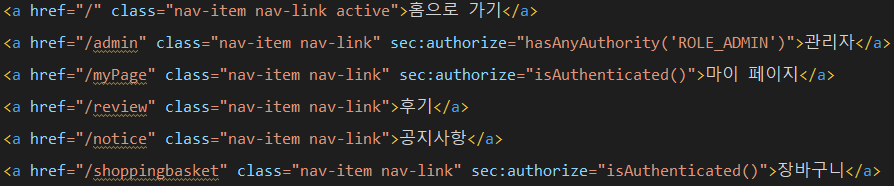 <a href="/" class="nav-item nav-link active">홈으로 가기</a>
<a href="/admin" class="nav-item nav-link" sec:authorize="hasAnyAuthority('ROLE_ADMIN')">관리자</a>
<a href="/myPage" class="nav-item nav-link" sec:authorize="isAuthenticated()">마이 페이지</a>
<a href="/review" class="nav-item nav-link">후기</a>
<a href="/notice" class="nav-item nav-link">공지사항</a>
<a href="/shoppingbasket" class="nav-item nav-link" sec:authorize="isAuthenticated()">장바구니</a>